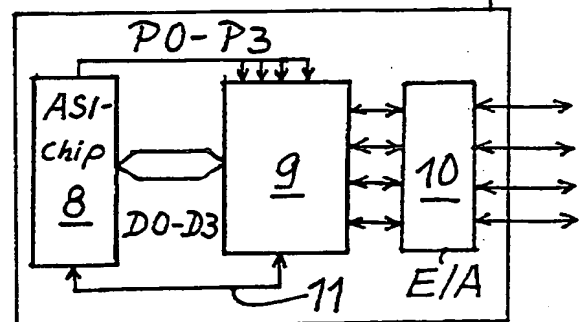 P0-P3
ASI-
chip
8
9
10
D0-D3
E/A
11